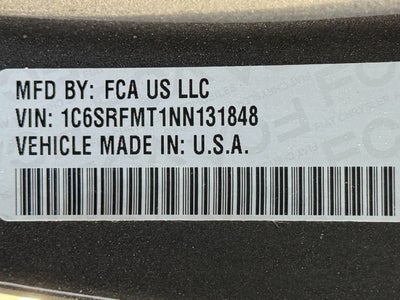 MFD BY: FCA US LLC
VIN: 1C6SRFMT1NN131848
VEHICLE MADE IN: U.S.A.